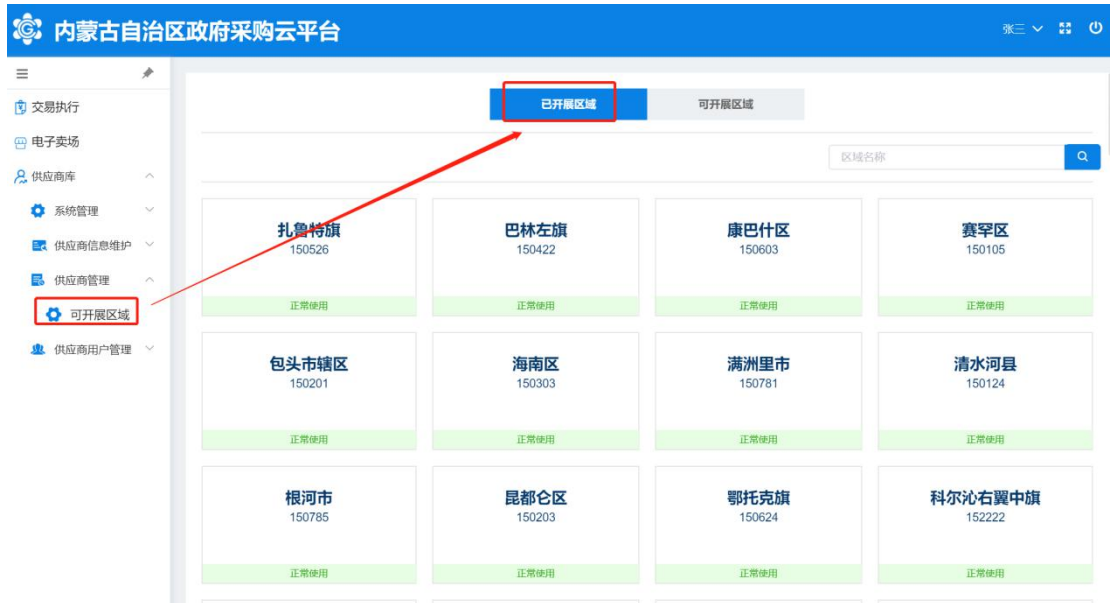 内蒙古自治区政府采购云平台
张三
交易执行
电子卖场
供应商库
系统管理
供应商信息维护
供应商管理
可开展区域
供应商用户管理
已开展区域 可开展区域
区域名称
扎鲁特旗 巴林左旗 康巴什区 赛罕区
150526 150422 150603 150105
正常使用 正常使用 正常使用 正常使用
包头市辖区 海南区 满洲里市 清水河县
150201 150303 150781 150124
正常使用 正常使用 正常使用 正常使用
根河市 昆都仑区 鄂托克旗 科尔沁右翼中旗
150785 150203 150624 152222
正常使用 正常使用 正常使用 正常使用